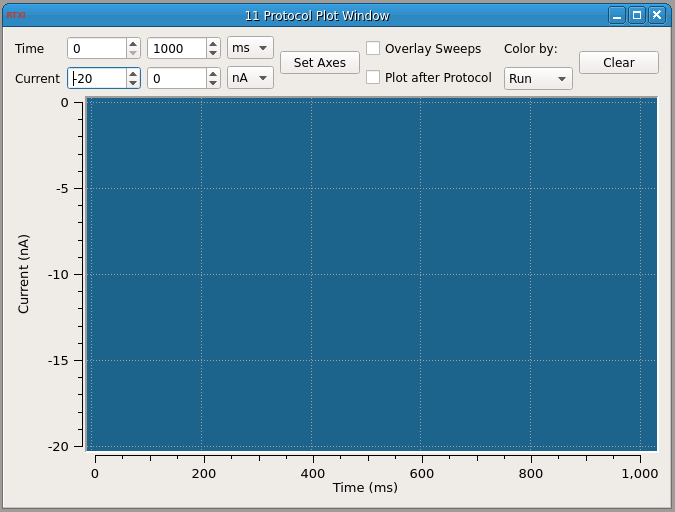 RTXI
11 Protocol Plot Window
Time 0 1000 ms Set Axes Overlay Sweeps Color by: Clear
Current -20 0 nA Plot after Protocol Run
0
-5
-10
-15
-20
Current (nA)
0 200 400 600 800 1,000
Time (ms)